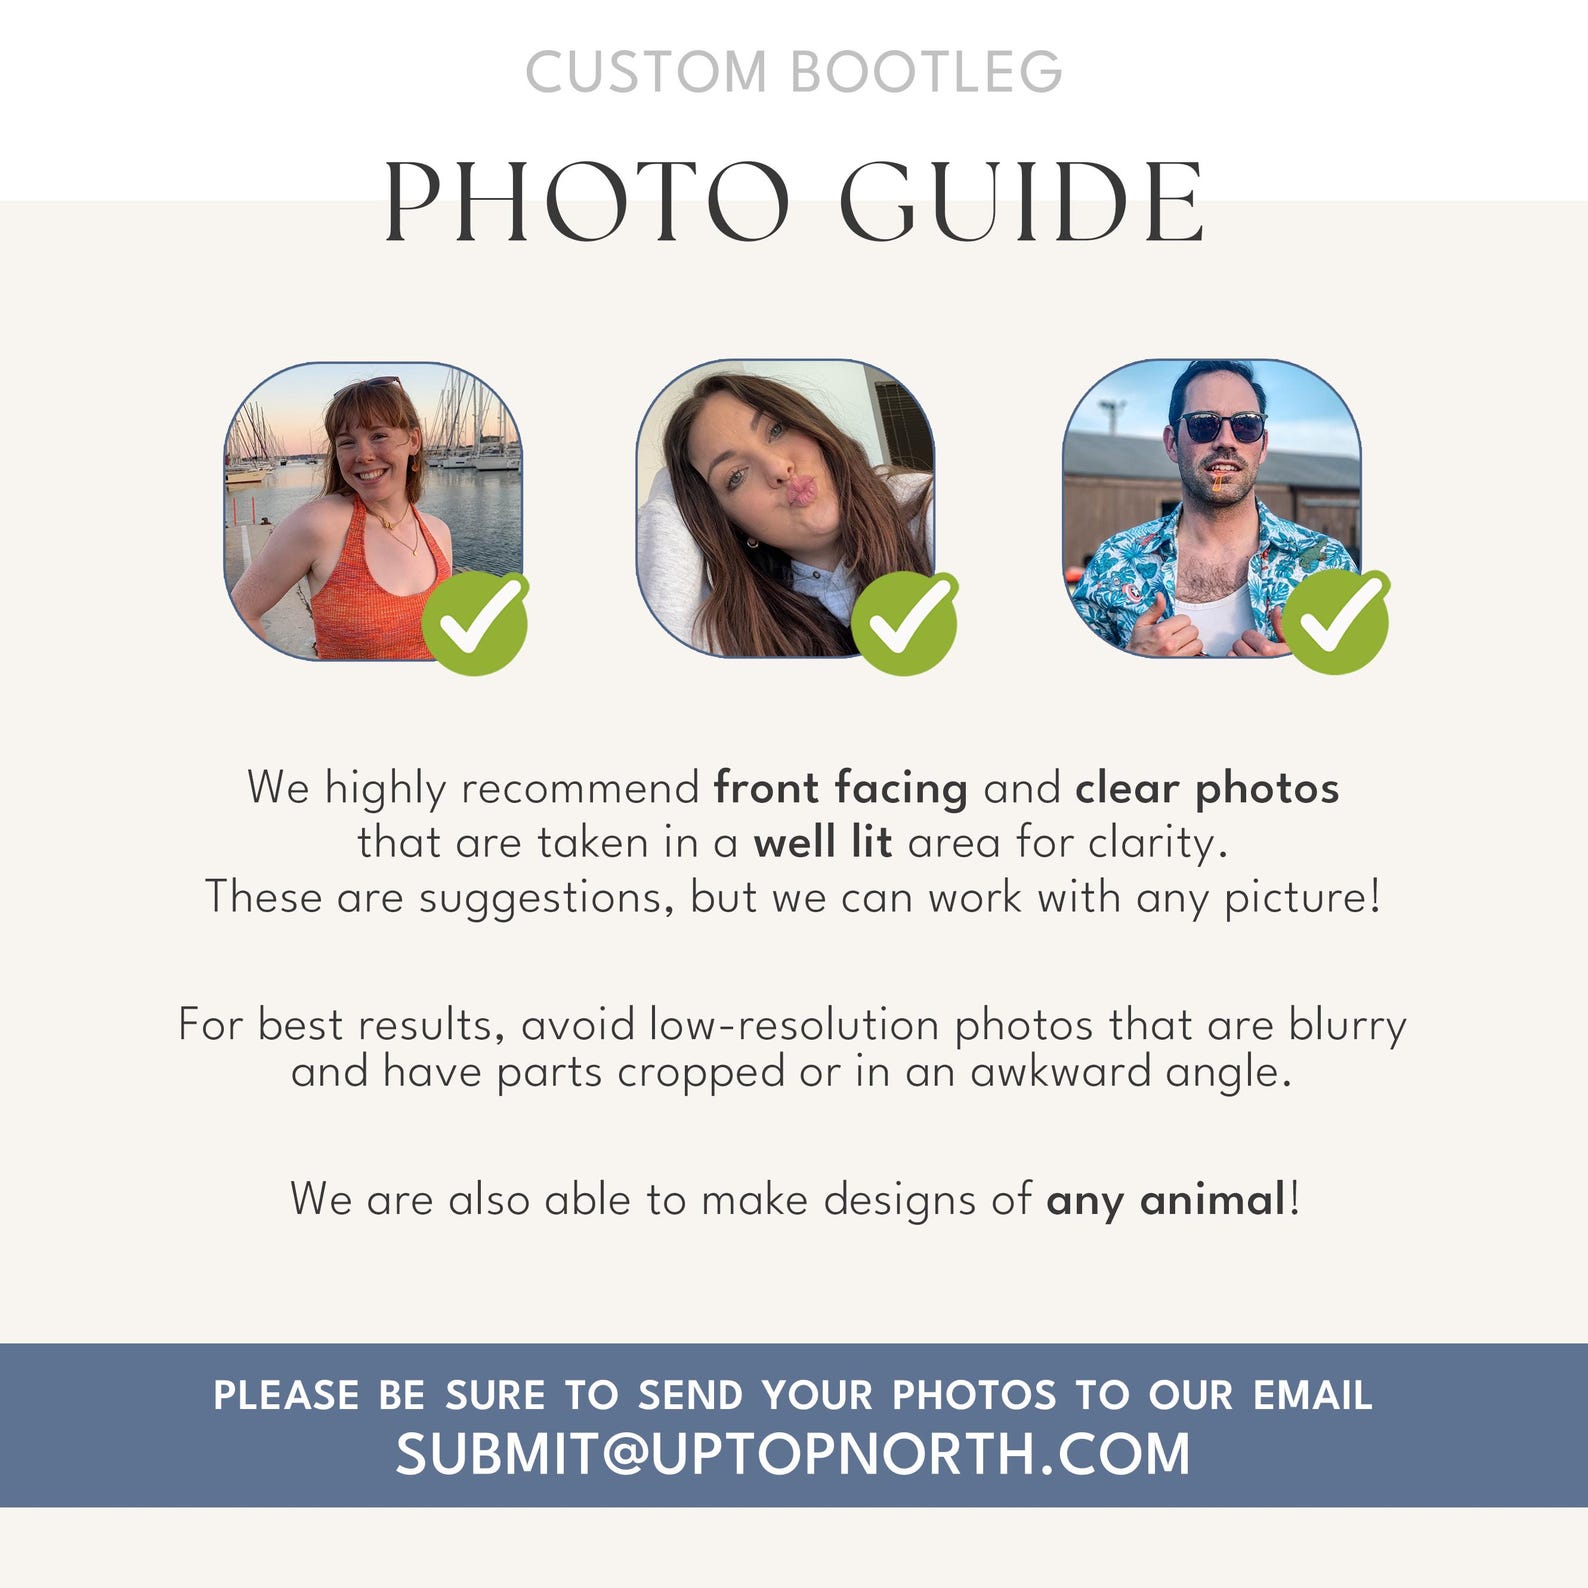 CUSTOM BOOTLEG
PHOTO GUIDE
We highly recommend front facing and clear photos
that are taken in a well lit area for clarity.
These are suggestions, but we can work with any picture!
For best results, avoid low-resolution photos that are blurry
and have parts cropped or in an awkward angle.
We are also able to make designs of any animal!
PLEASE BE SURE TO SEND YOUR PHOTOS TO OUR EMAIL
SUBMIT@UPTOPNORTH.COM